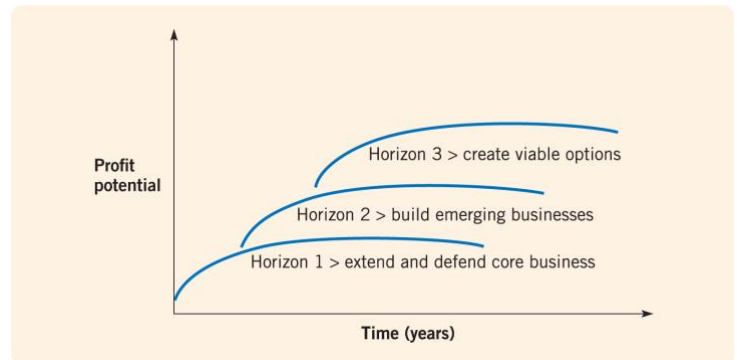 Profit
potential
Horizon 3 > create viable options
Horizon 2 > build emerging businesses
Horizon 1 > extend and defend core business
Time (years)